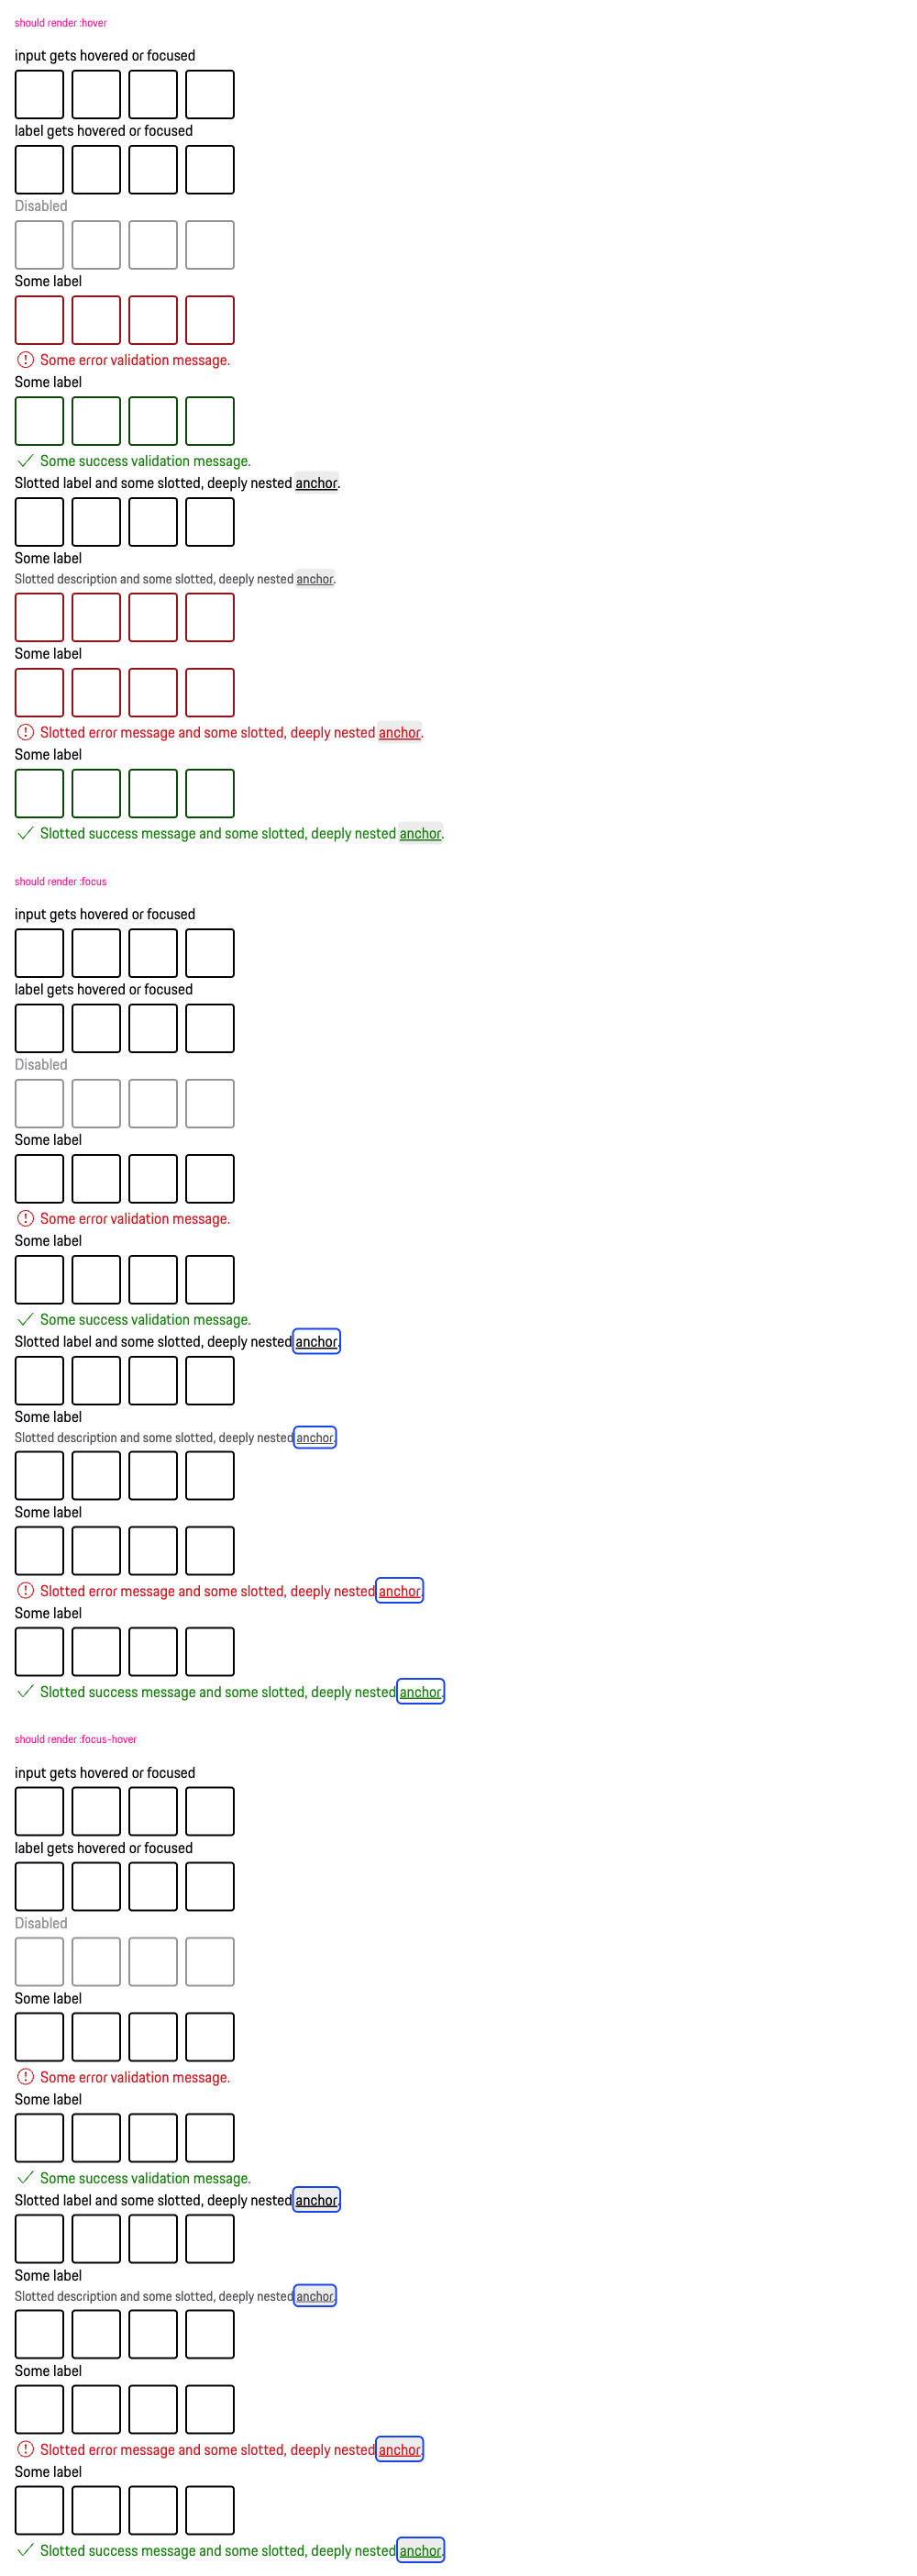 should render :hover
input gets hovered or focused
label gets hovered or focused
Disabled
Some label
Some error validation message.
Some label
Some success validation message.
Slotted label and some slotted, deeply nested anchor.
Some label
Slotted description and some slotted, deeply nested anchor.
Some label
Slotted error message and some slotted, deeply nested anchor.
Some label
Slotted success message and some slotted, deeply nested anchor.
should render :focus
input gets hovered or focused
label gets hovered or focused
Disabled
Some label
Some error validation message.
Some label
Some success validation message.
Slotted label and some slotted, deeply nested anchor.
Some label
Slotted description and some slotted, deeply nested anchor.
Some label
Slotted error message and some slotted, deeply nested anchor.
Some label
Slotted success message and some slotted, deeply nested anchor.
should render :focus-hover
input gets hovered or focused
label gets hovered or focused
Disabled
Some label
Some error validation message.
Some label
Some success validation message.
Slotted label and some slotted, deeply nested anchor.
Some label
Slotted description and some slotted, deeply nested anchor.
Some label
Slotted error message and some slotted, deeply nested anchor.
Some label
Slotted success message and some slotted, deeply nested anchor.